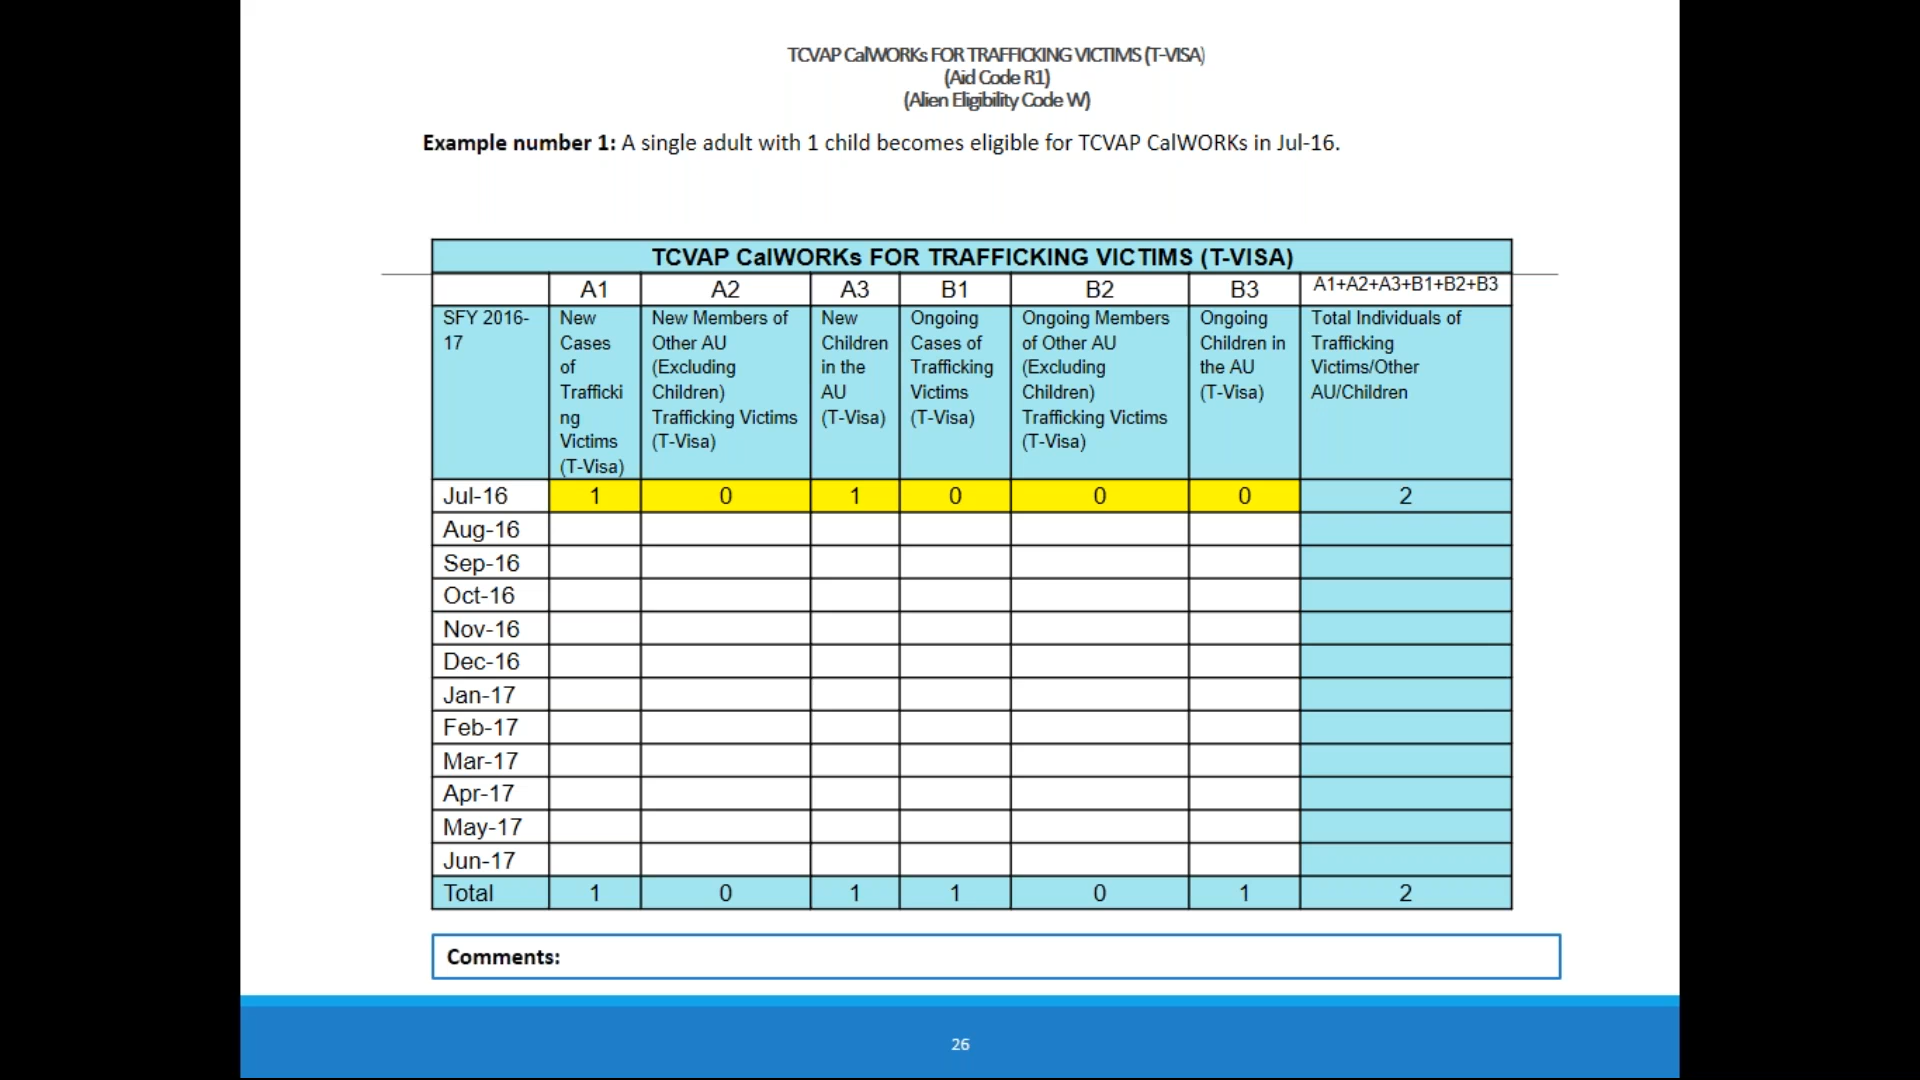 TCVAP CalWORKs FOR TRAFFICKING VICTIMS (T-VISA)
(Aid Code R1)
(Alien Eligibility Code W)
Example number 1: A single adult with 1 child becomes eligible for TCVAP CalWORKs in Jul-16.
TCVAP CalWORKs FOR TRAFFICKING VICTIMS (T-VISA)
A1 A2 A3 B1 B2 B3 A1+A2+A3+B1+B2+B3
SFY 2016-
17
New
Cases
of
Trafficki
ng
Victims
(T-Visa)
New Members of
Other AU
(Excluding
Children)
Trafficking Victims
(T-Visa)
New
Children
in the
AU
(T-Visa)
Ongoing
Cases of
Trafficking
Victims
(T-Visa)
Ongoing Members
of Other AU
(Excluding
Children)
Trafficking Victims
(T-Visa)
Ongoing
Children in
the AU
(T-Visa)
Total Individuals of
Trafficking
Victims/Other
AU/Children
Jul-16 1 0 1 0 0 0 2
Aug-16
Sep-16
Oct-16
Nov-16
Dec-16
Jan-17
Feb-17
Mar-17
Apr-17
May-17
Jun-17
Total 1 0 1 1 0 1 2
Comments:
26